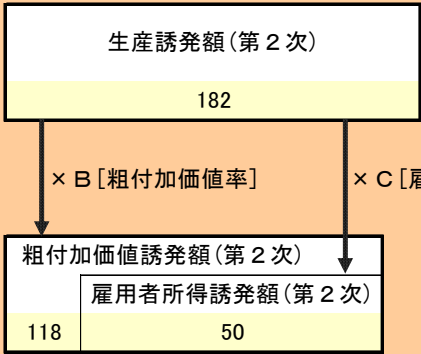 生産誘発額(第２次)
182
× Ｂ [粗付加価値率]
× Ｃ [雇
粗付加価値誘発額(第２次)
雇用者所得誘発額(第２次)
118
50